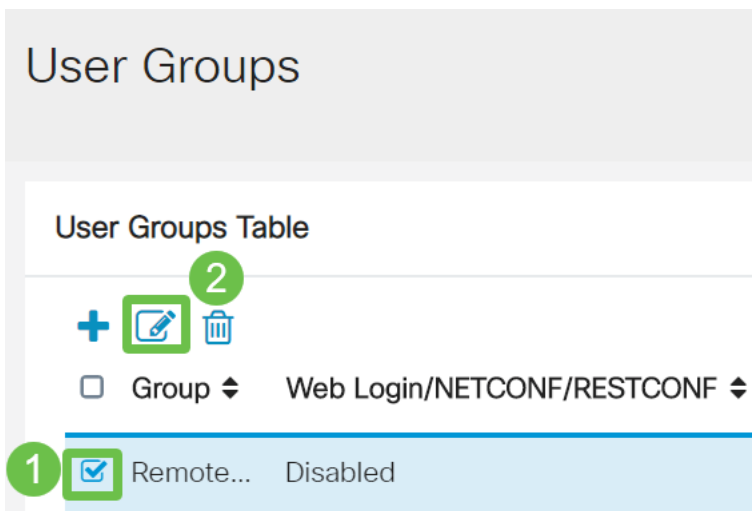 User Groups
User Groups Table
2
Group Web Login/NETCONF/RESTCONF
1 Remote... Disabled